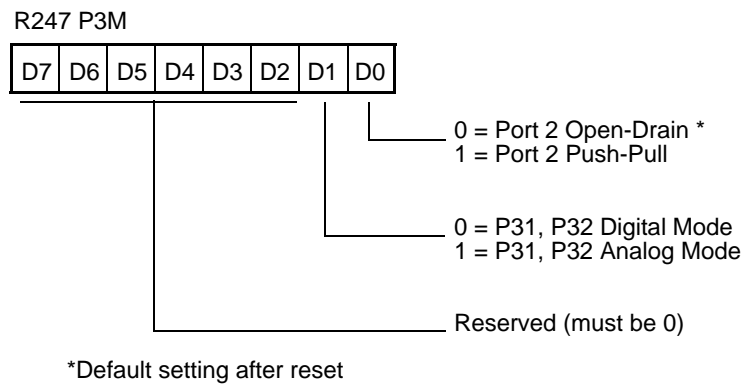 R247 P3M
D7 D6 D5 D4 D3 D2 D1 D0
0 = Port 2 Open-Drain *
1 = Port 2 Push-Pull
0 = P31, P32 Digital Mode
1 = P31, P32 Analog Mode
Reserved (must be 0)
*Default setting after reset